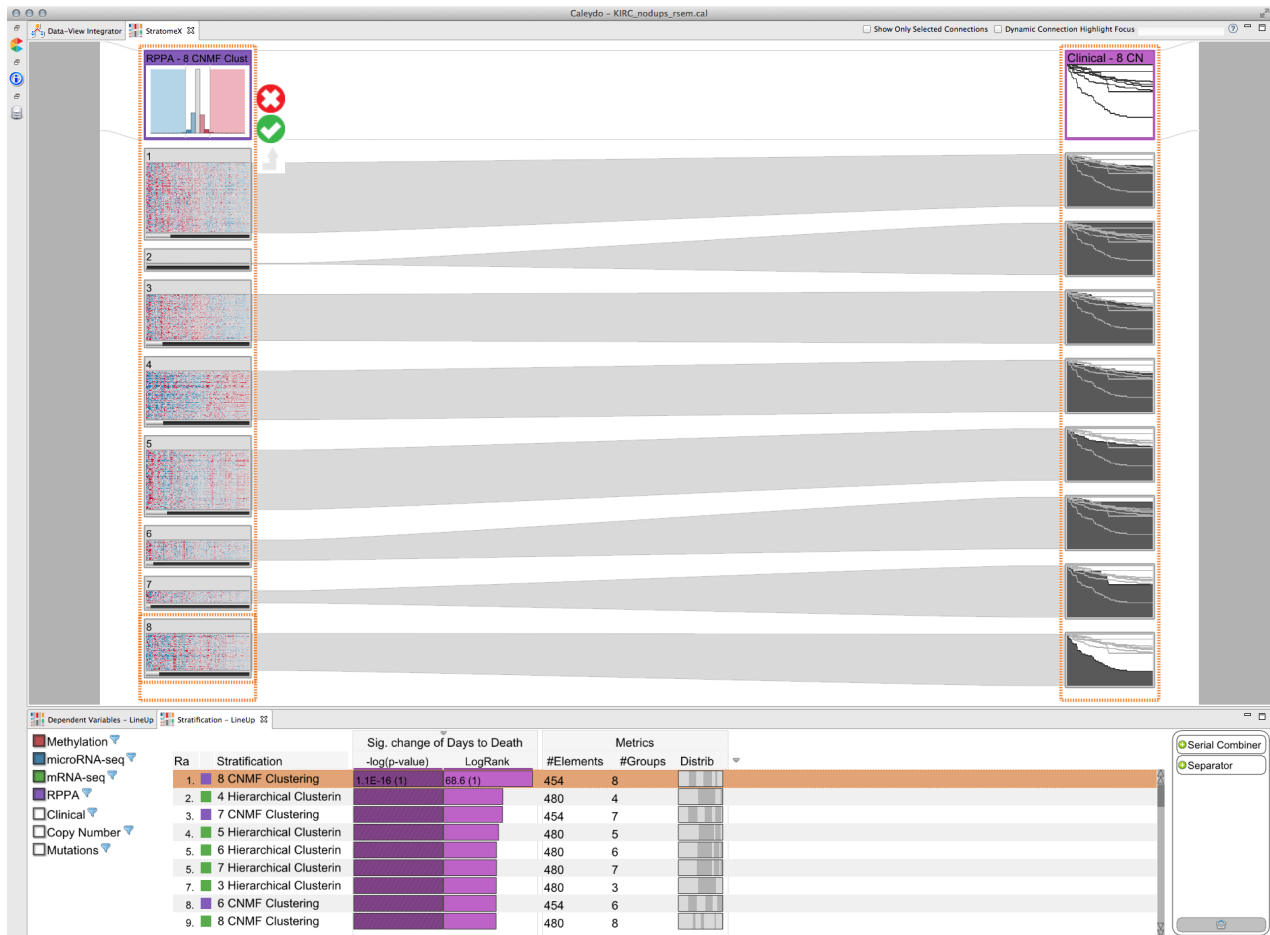 Caleydo – KIRC_nodups_rsem.cal
Data-View Integrator
StratomeX
Show Only Selected Connections
Dynamic Connection Highlight Focus
RPPA - 8 CNMF Clust
Clinical - 8 CN
1
2
3
4
5
6
7
8
Dependent Variables – LineUp
Stratification – LineUp
Methylation
microRNA-seq
mRNA-seq
RPPA
Clinical
Copy Number
Mutations
Sig. change of Days to Death
Metrics
Ra Stratification -log(p-value) LogRank #Elements #Groups Distrib
1. 8 CNMF Clustering 1.1E-16 (1) 68.6 (1) 454 8
2. 4 Hierarchical Clusterin 480 4
3. 7 CNMF Clustering 454 7
4. 5 Hierarchical Clusterin 480 5
5. 6 Hierarchical Clusterin 480 6
5. 7 Hierarchical Clusterin 480 7
7. 3 Hierarchical Clusterin 480 3
8. 6 CNMF Clustering 454 6
9. 8 CNMF Clustering 480 8
Serial Combiner
Separator